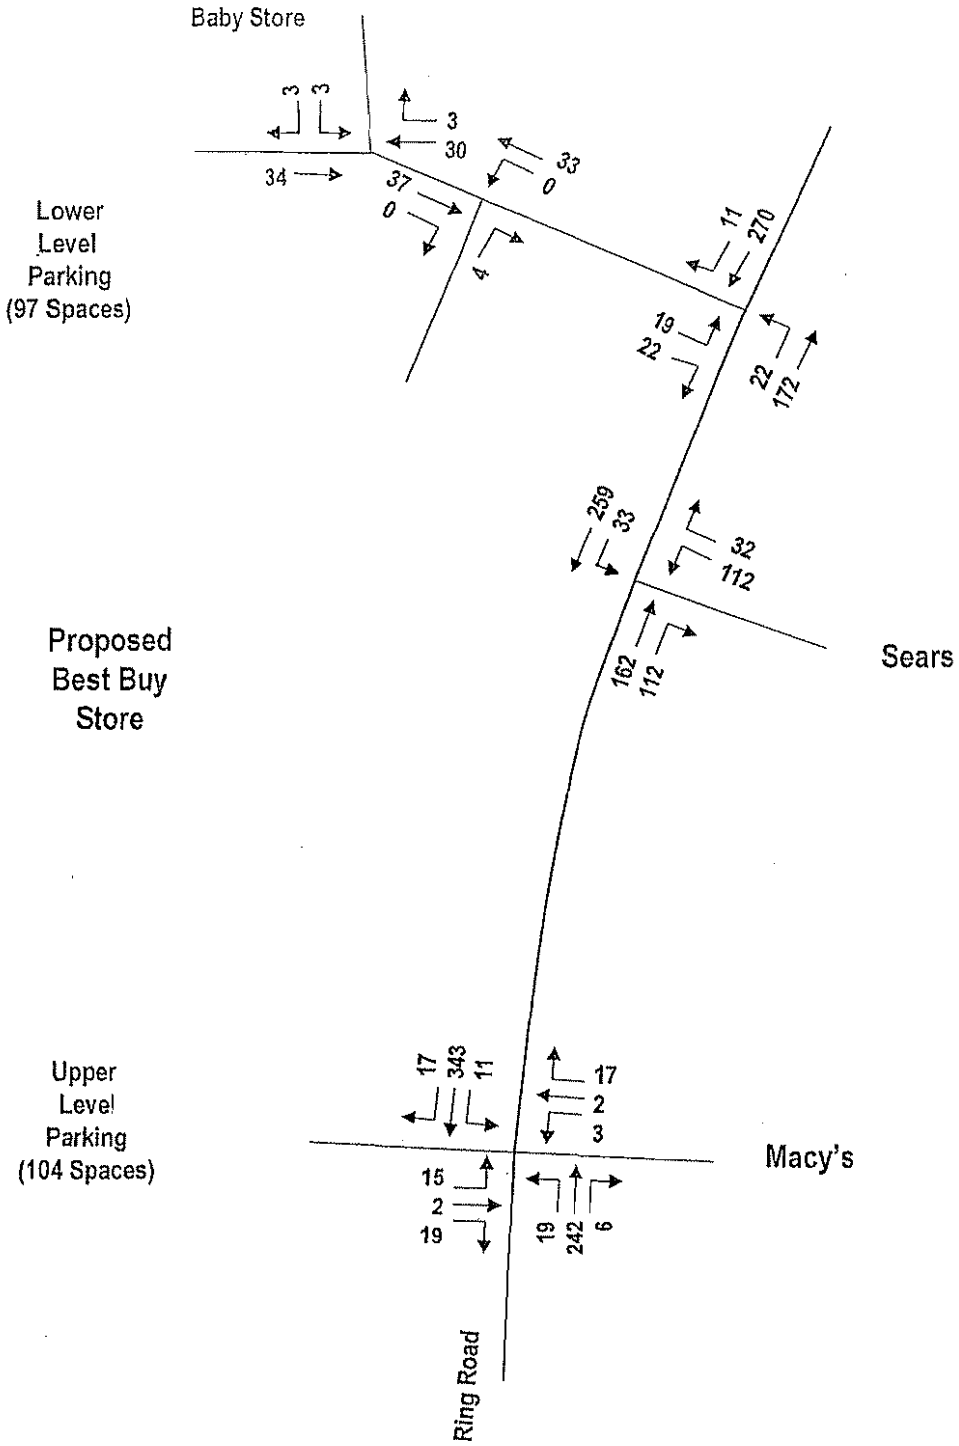 Baby Store
3
3
3
30
34
37
0
33
0
4
Lower
Level
Parking
(97 Spaces)
11
270
19
22
22
172
259
33
32
112
162
112
Sears
Proposed
Best Buy
Store
17
343
11
17
2
3
Upper
Level
Parking
(104 Spaces)
15
2
19
19
242
6
Macy's
Ring Road